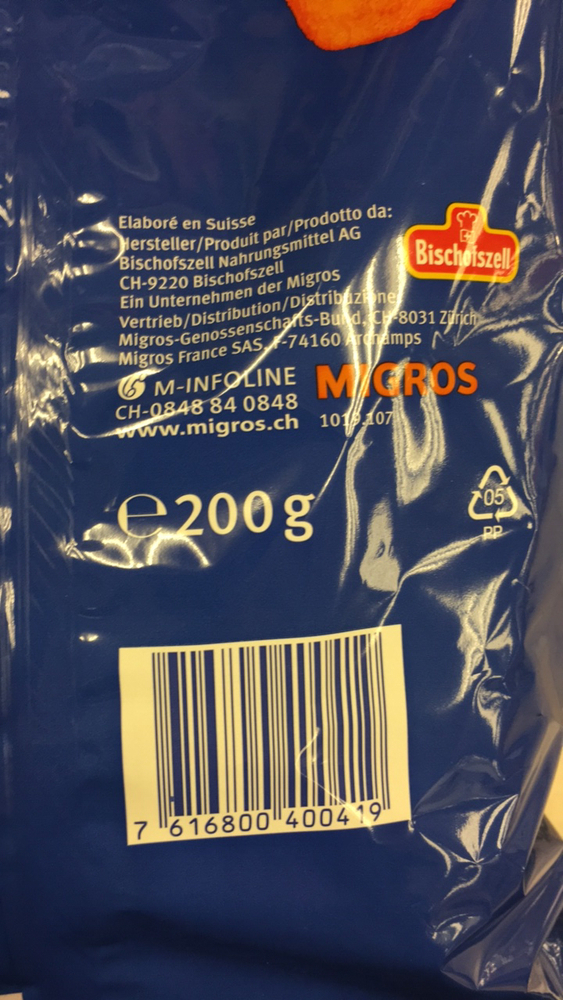 Elaboré en Suisse
Hersteller/Produit par/Prodotto da:
Bischofszell Nahrungsmittel AG
CH-9220 Bischofszell
Ein Unternehmen der Migros
Vertrieb/Distribution/Distribuzione
Migros-Genossenschafts-Bund, CH-8031 Zürich
Migros France SAS, F-74160 Archamps
Bischofszell
M-INFOLINE
CH-0848 84 0848
www.migros.ch
MIGROS
℮ 200 g
05
PP
7 616800 400419